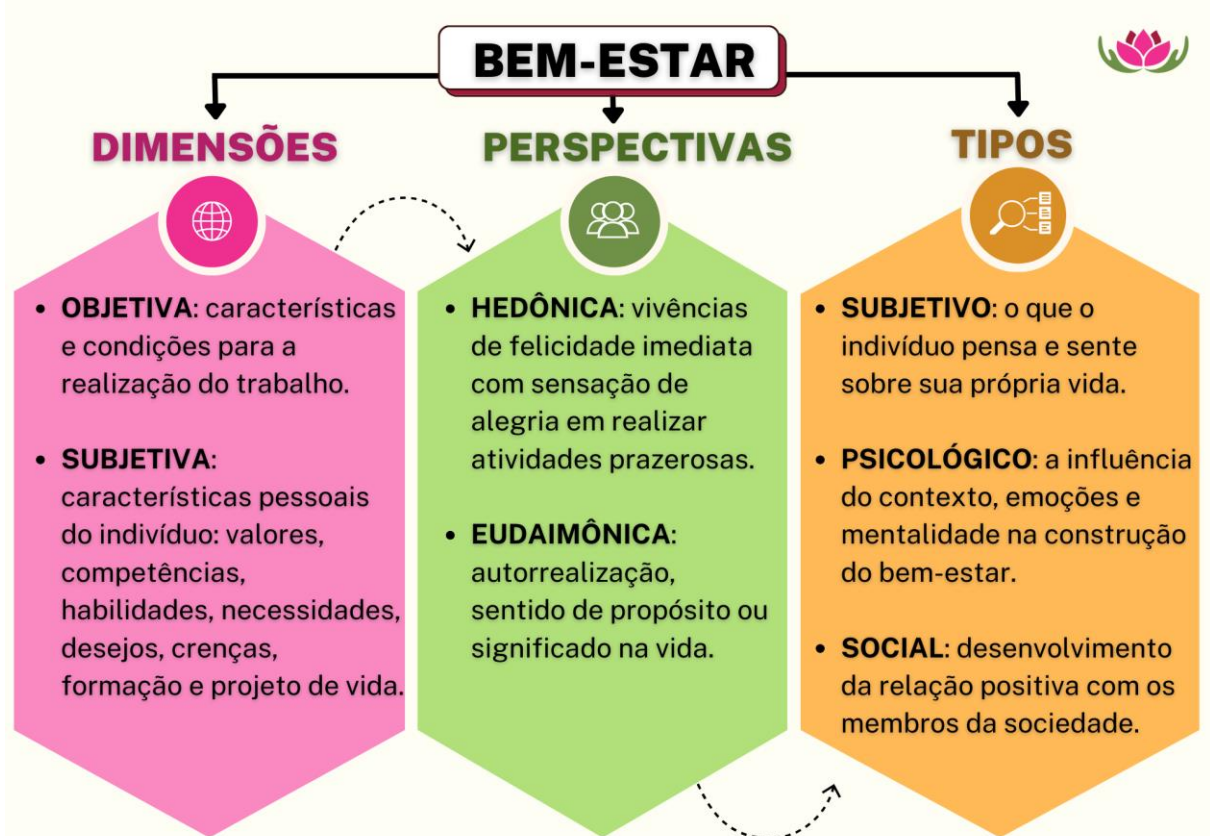 BEM-ESTAR
DIMENSÕES
• OBJETIVA: características
e condições para a
realização do trabalho.
• SUBJETIVA:
características pessoais
do indivíduo: valores,
competências,
habilidades, necessidades,
desejos, crenças,
formação e projeto de vida.
PERSPECTIVAS
• HEDÔNICA: vivências
de felicidade imediata
com sensação de
alegria em realizar
atividades prazerosas.
• EUDAIMÔNICA:
autorrealização,
sentido de propósito ou
significado na vida.
TIPOS
• SUBJETIVO: o que o
indivíduo pensa e sente
sobre sua própria vida.
• PSICOLÓGICO: a influência
do contexto, emoções e
mentalidade na construção
do bem-estar.
• SOCIAL: desenvolvimento
da relação positiva com os
membros da sociedade.